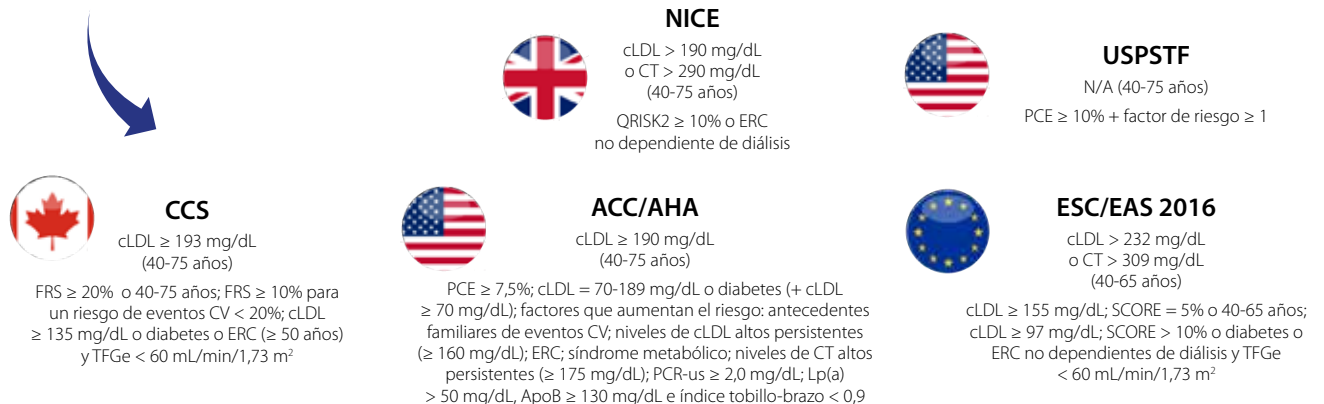 NICE
cLDL > 190 mg/dL
o CT > 290 mg/dL
(40-75 años)
QRISK2 ≥ 10% o ERC
no dependiente de diálisis
USPSTF
N/A (40-75 años)
PCE ≥ 10% + factor de riesgo ≥ 1
CCS
cLDL ≥ 193 mg/dL
(40-75 años)
FRS ≥ 20% o 40-75 años; FRS ≥ 10% para
un riesgo de eventos CV < 20%; cLDL
≥ 135 mg/dL o diabetes o ERC (≥ 50 años)
y TFGe < 60 mL/min/1,73 m²
ACC/AHA
cLDL ≥ 190 mg/dL
(40-75 años)
PCE ≥ 7,5%; cLDL = 70-189 mg/dL o diabetes (+ cLDL
≥ 70 mg/dL); factores que aumentan el riesgo: antecedentes
familiares de eventos CV; niveles de cLDL altos persistentes
(≥ 160 mg/dL); ERC; síndrome metabólico; niveles de CT altos
persistentes (≥ 175 mg/dL); PCR-us ≥ 2,0 mg/dL; Lp(a)
> 50 mg/dL, ApoB ≥ 130 mg/dL e índice tobillo-brazo < 0,9
ESC/EAS 2016
cLDL > 232 mg/dL
o CT > 309 mg/dL
(40-65 años)
cLDL ≥ 155 mg/dL; SCORE = 5% o 40-65 años;
cLDL ≥ 97 mg/dL; SCORE > 10% o diabetes o
ERC no dependientes de diálisis y TFGe
< 60 mL/min/1,73 m²